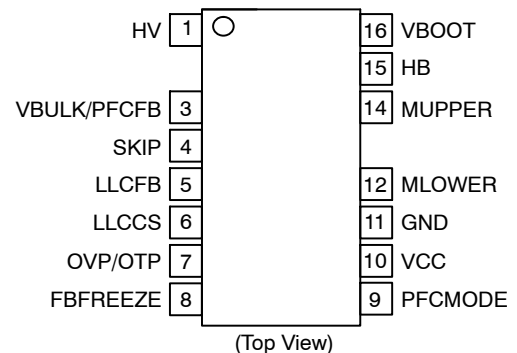 HV 1 16 VBOOT
15 HB
VBULK/PFCFB 3 14 MUPPER
SKIP 4
LLCFB 5 12 MLOWER
LLCCS 6 11 GND
OVP/OTP 7 10 VCC
FBFREEZE 8 9 PFCMODE
(Top View)